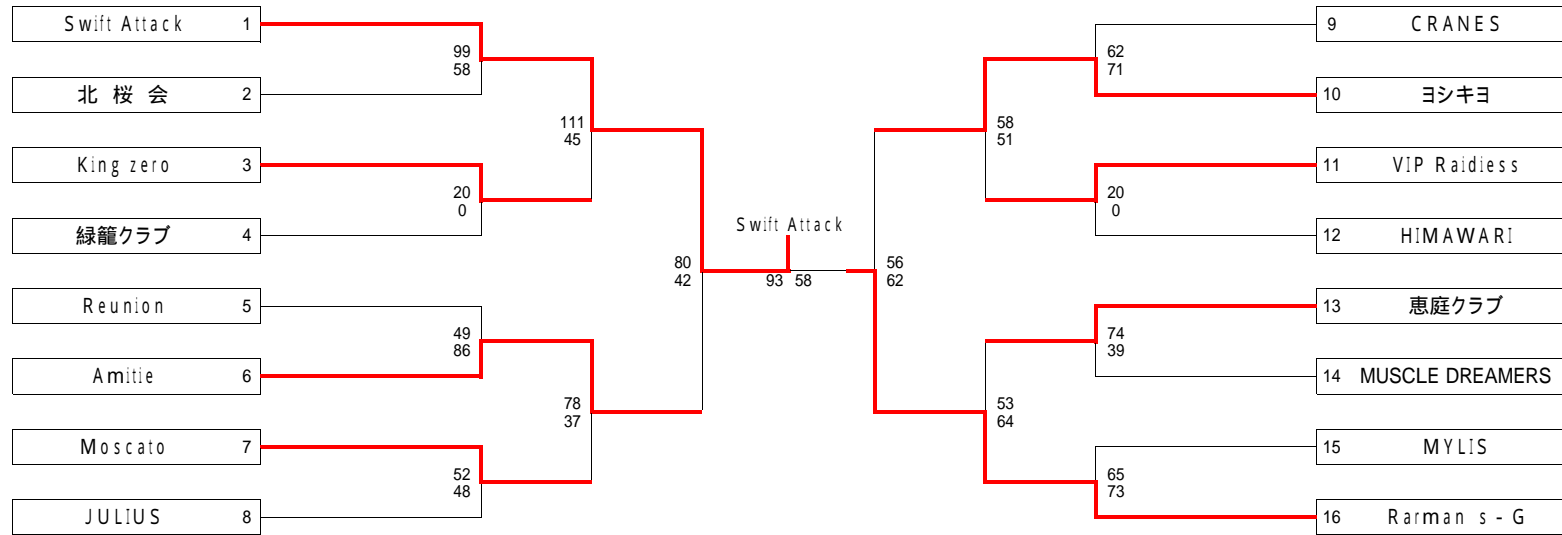 Swift Attack 1
99
58
北桜会 2
111
45
King zero 3
20
0
緑籠クラブ 4
80
42
Reunion 5
49
86
Amitie 6
78
37
Moscato 7
52
48
JULIUS 8
Swift Attack
93 58
9 CRANES
62
71
10 ヨシキヨ
58
51
11 VIP Raidiess
20
0
12 HIMAWARI
56
62
13 恵庭クラブ
74
39
14 MUSCLE DREAMERS
53
64
15 MYLIS
65
73
16 Rarman s-G